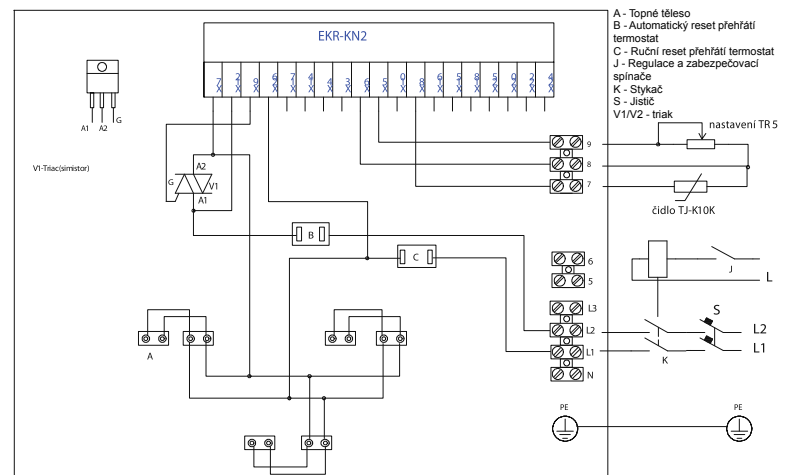 EKR-KN2
A1 A2 G
V1-Triac(simistor)
A2
G
V1
A1
B
C
A
9
8
7
6
5
L3
L2
L1
N
A - Topné těleso
B - Automatický reset přehřátí
termostat
C - Ruční reset přehřátí termostat
J - Regulace a zabezpečovací
spínače
K - Stykač
S - Jistič
V1/V2 - triak
nastavení TR 5
čidlo TJ-K10K
J
L
S
L2
L1
K
PE
PE